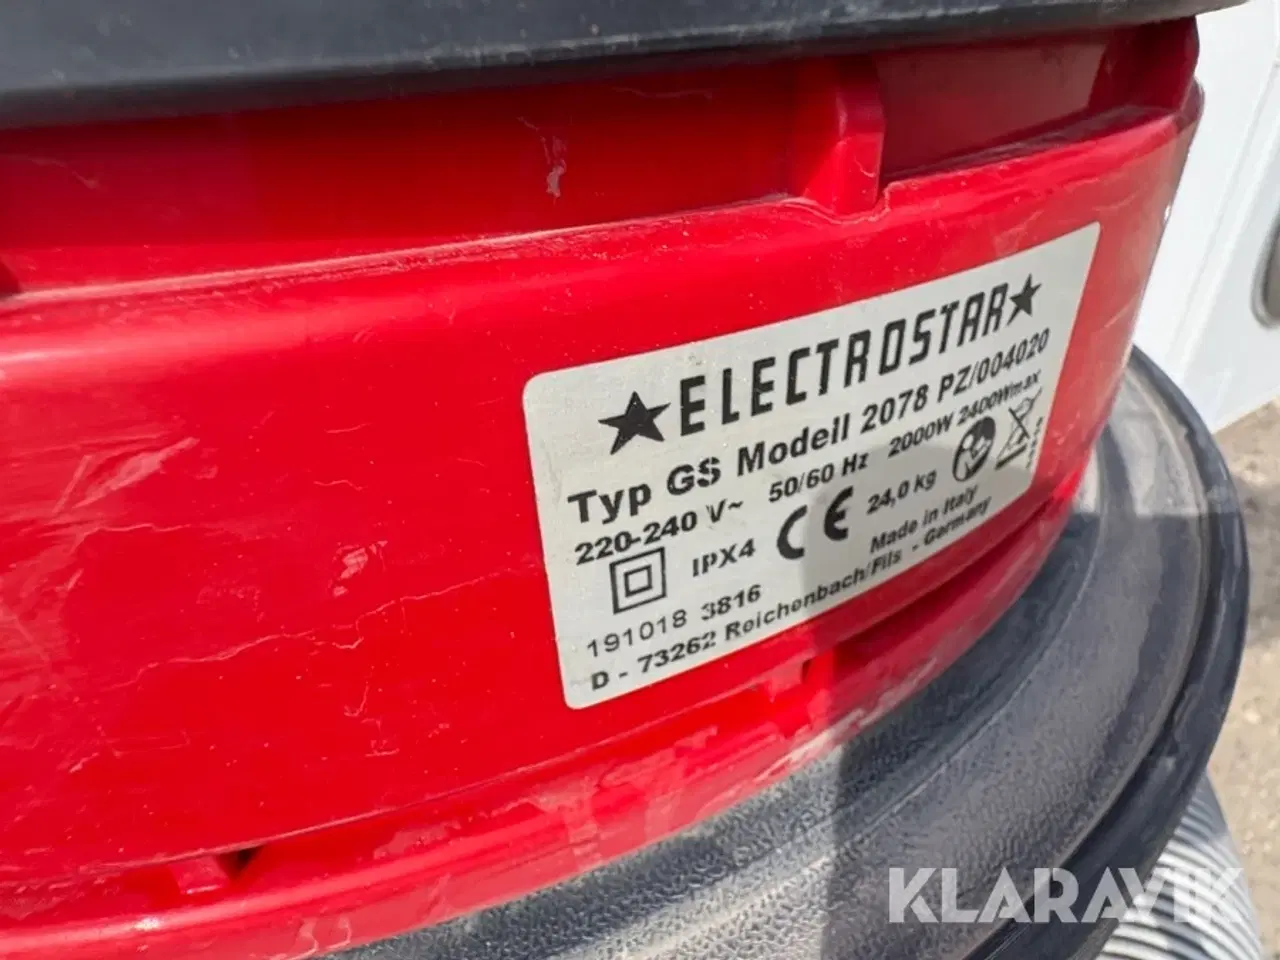 ★ELECTROSTAR★
Typ GS Modell 2078 PZ/004020
220-240 V~ 50/60 Hz 2000W 2400Wmax
IPX4 CE 24,0 kg
191018 3816 Made in Italy
D - 73262 Reichenbach/Fils - Germany
KLARAVIK